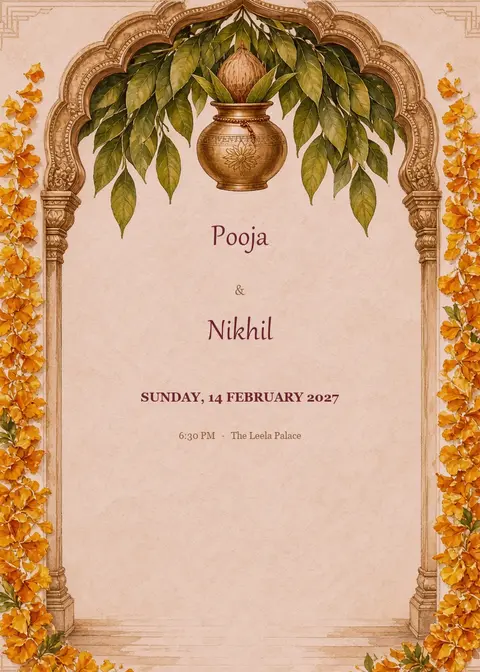 Pooja
&
Nikhil
SUNDAY, 14 FEBRUARY 2027
6:30 PM · The Leela Palace